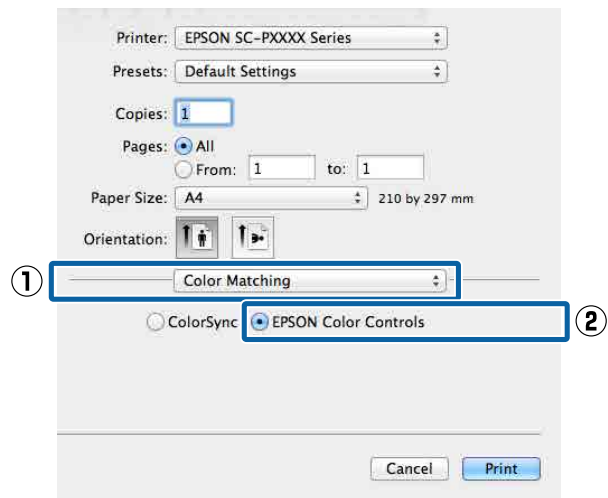 Printer: EPSON SC-PXXXX Series
Presets: Default Settings
Copies: 1
Pages: All
From: 1 to: 1
Paper Size: A4 210 by 297 mm
Orientation:
① Color Matching
ColorSync EPSON Color Controls ②
Cancel Print